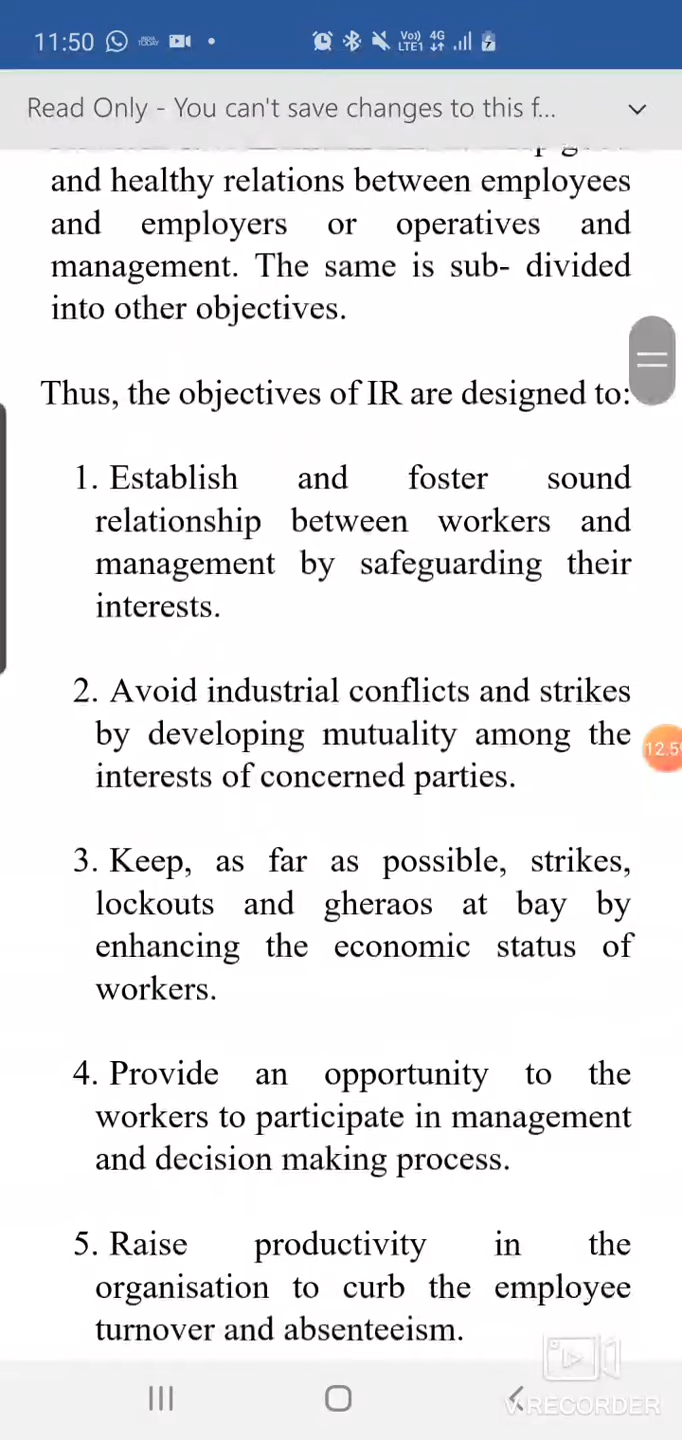 11:50
Vo)) 4G
LTE1
Read Only - You can't save changes to this f...
and healthy relations between employees
and employers or operatives and
management. The same is sub- divided
into other objectives.
Thus, the objectives of IR are designed to:
1. Establish and foster sound
relationship between workers and
management by safeguarding their
interests.
2. Avoid industrial conflicts and strikes
by developing mutuality among the
interests of concerned parties.
12:5
3. Keep, as far as possible, strikes,
lockouts and gheraos at bay by
enhancing the economic status of
workers.
4. Provide an opportunity to the
workers to participate in management
and decision making process.
5. Raise productivity in the
organisation to curb the employee
turnover and absenteeism.
V RECORDER